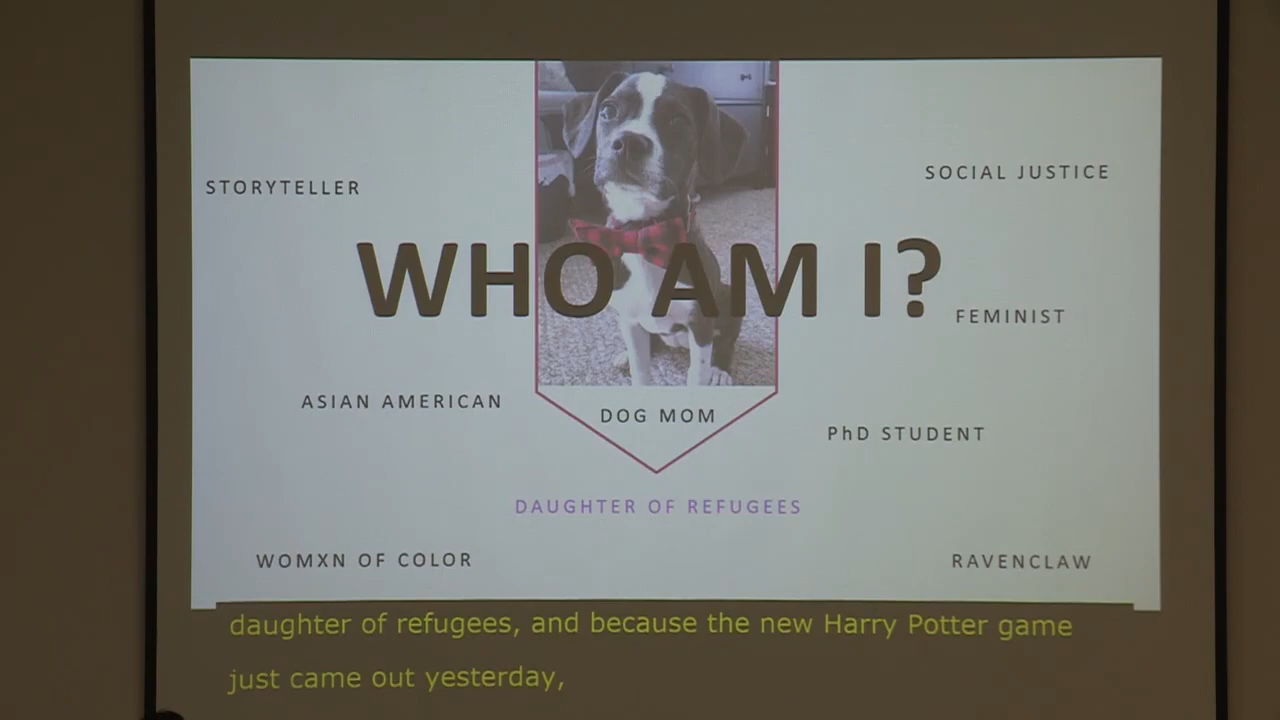 STORYTELLER
SOCIAL JUSTICE
WHO AM I?
FEMINIST
ASIAN AMERICAN
DOG MOM
PhD STUDENT
DAUGHTER OF REFUGEES
WOMXN OF COLOR
RAVENCLAW
daughter of refugees, and because the new Harry Potter game
just came out yesterday,